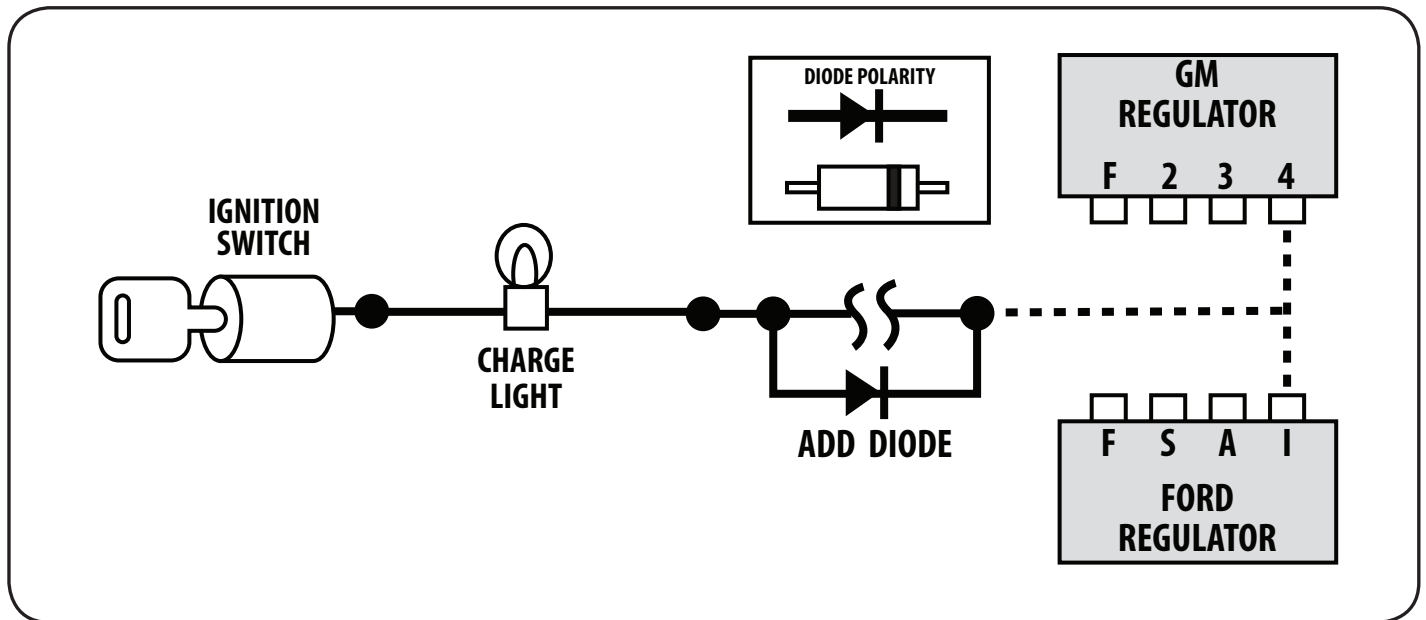 DIODE POLARITY
GM
REGULATOR
F 2 3 4
IGNITION
SWITCH
CHARGE
LIGHT
ADD DIODE
F S A I
FORD
REGULATOR